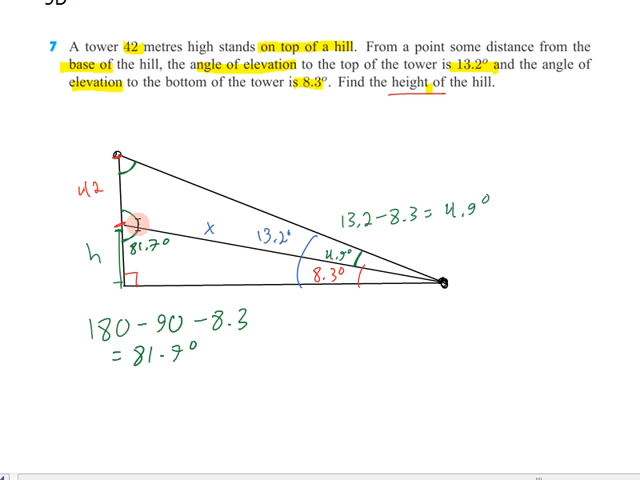 7 A tower 42 metres high stands on top of a hill. From a point some distance from the
base of the hill, the angle of elevation to the top of the tower is 13.2° and the angle of
elevation to the bottom of the tower is 8.3°. Find the height of the hill.
42
13.2-8.3 = 4.9°
x
13.2°
81.7°
h
4.9°
8.3°
180 - 90 - 8.3
= 81.7°